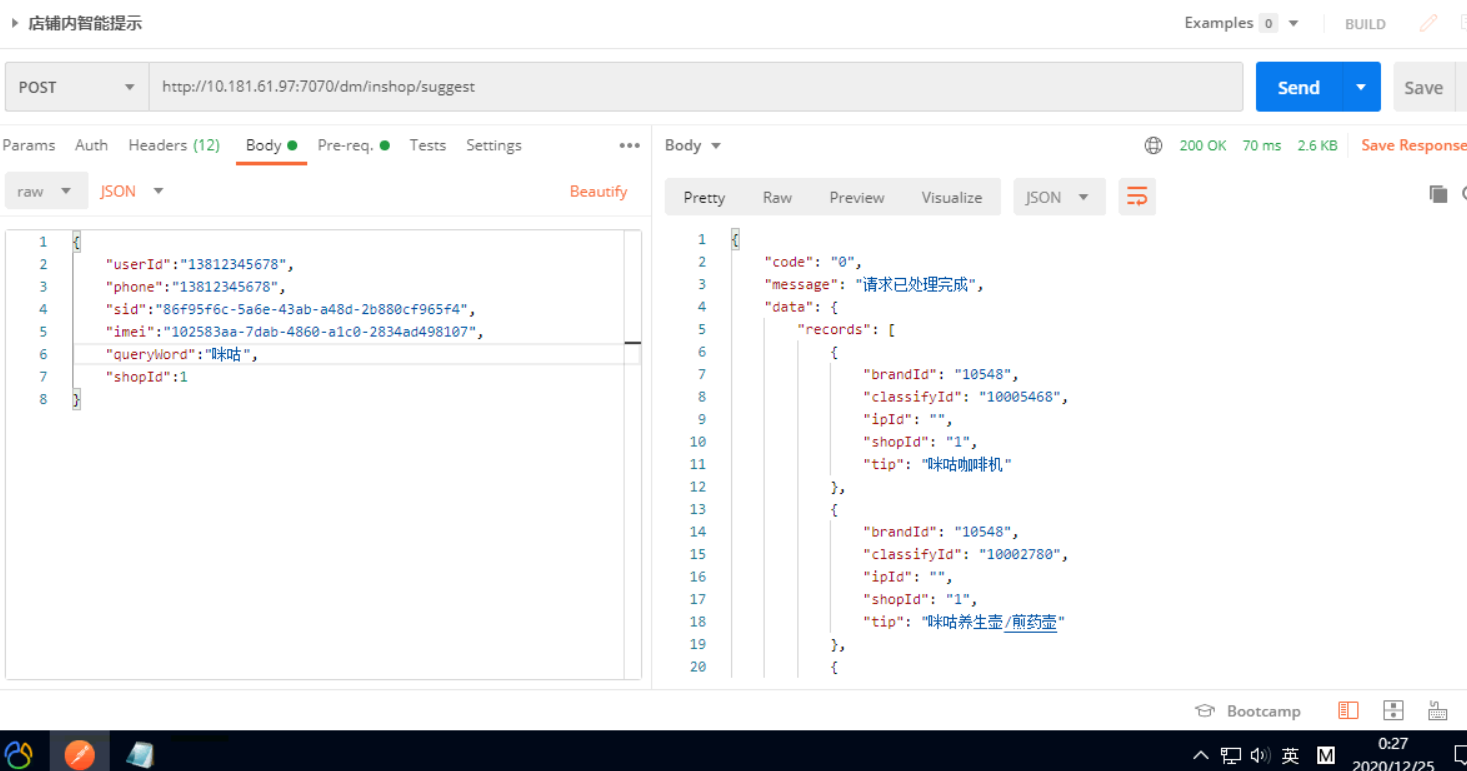 店铺内智能提示
Examples 0 BUILD
POST http://10.181.61.97:7070/dm/inshop/suggest Send Save
Params Auth Headers (12) Body Pre-req. Tests Settings
Body 200 OK 70 ms 2.6 KB Save Response
raw JSON Beautify
Pretty Raw Preview Visualize JSON
1 {
2 "userId":"13812345678",
3 "phone":"13812345678",
4 "sid":"86f95f6c-5a6e-43ab-a48d-2b880cf965f4",
5 "imei":"102583aa-7dab-4860-a1c0-2834ad498107",
6 "queryWord":"咪咕",
7 "shopId":1
8 }
1 {
2 "code": "0",
3 "message": "请求已处理完成",
4 "data": {
5 "records": [
6 {
7 "brandId": "10548",
8 "classifyId": "10005468",
9 "ipId": "",
10 "shopId": "1",
11 "tip": "咪咕咖啡机"
12 },
13 {
14 "brandId": "10548",
15 "classifyId": "10002780",
16 "ipId": "",
17 "shopId": "1",
18 "tip": "咪咕养生壶/煎药壶"
19 },
20 {
Bootcamp
英 M 0:27
2020/12/25